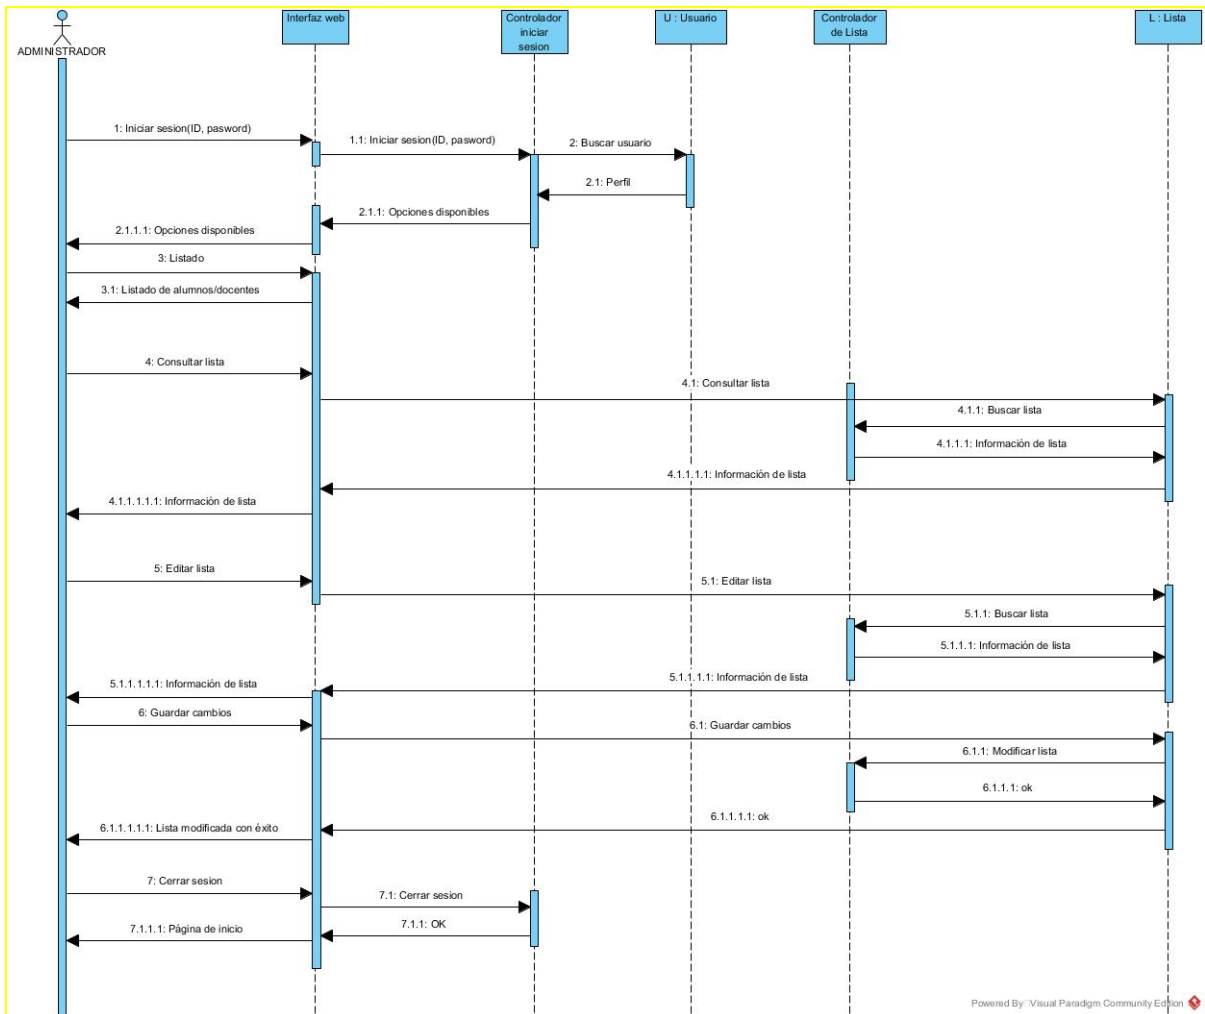 ADMINISTRADOR
Interfaz web
Controlador
iniciar
sesion
U : Usuario
Controlador
de Lista
L : Lista
1: Iniciar sesion(ID, pasword)
1.1: Iniciar sesion(ID, pasword)
2: Buscar usuario
2.1: Perfil
2.1.1: Opciones disponibles
2.1.1.1: Opciones disponibles
3: Listado
3.1: Listado de alumnos/docentes
4: Consultar lista
4.1: Consultar lista
4.1.1: Buscar lista
4.1.1.1: Información de lista
4.1.1.1.1: Información de lista
4.1.1.1.1.1: Información de lista
5: Editar lista
5.1: Editar lista
5.1.1: Buscar lista
5.1.1.1: Información de lista
5.1.1.1.1: Información de lista
5.1.1.1.1.1: Información de lista
6: Guardar cambios
6.1: Guardar cambios
6.1.1: Modificar lista
6.1.1.1: ok
6.1.1.1.1: ok
6.1.1.1.1.1: Lista modificada con éxito
7: Cerrar sesion
7.1: Cerrar sesion
7.1.1: OK
7.1.1.1: Página de inicio
Powered By Visual Paradigm Community Edition